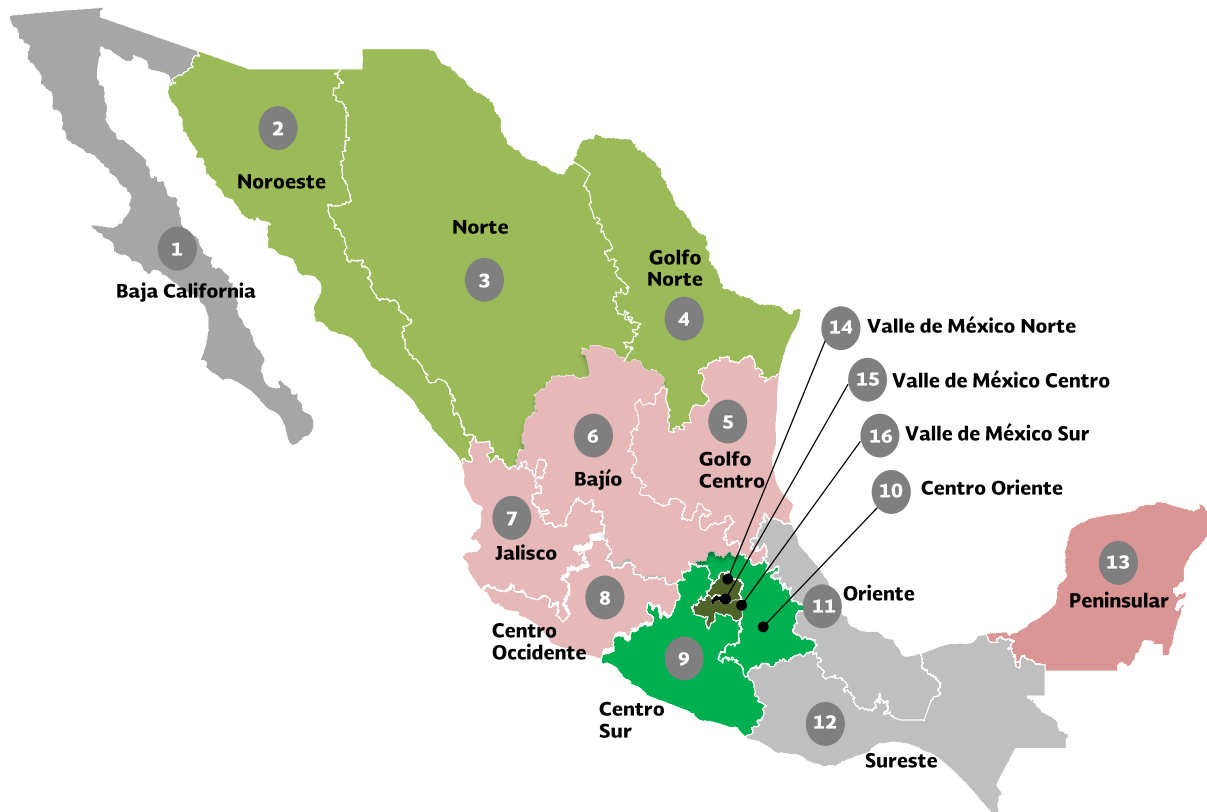 1
Baja California
2
Noroeste
3
Norte
4
Golfo
Norte
5
Golfo
Centro
6
Bajío
7
Jalisco
8
Centro
Occidente
9
Centro
Sur
14 Valle de México Norte
15 Valle de México Centro
16 Valle de México Sur
10 Centro Oriente
11 Oriente
12
Sureste
13
Peninsular